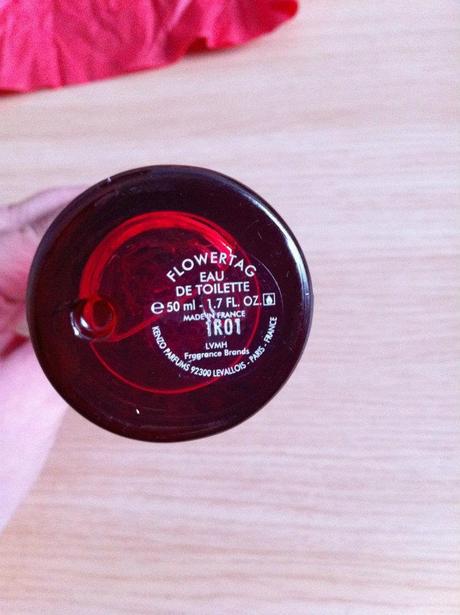 FLOWERTAG
EAU
DE TOILETTE
℮ 50 ml - 1.7 FL. OZ.
MADE IN FRANCE
1R01
LVMH
Fragrance Brands
KENZO PARFUMS 92300 LEVALLOIS - PARIS - FRANCE